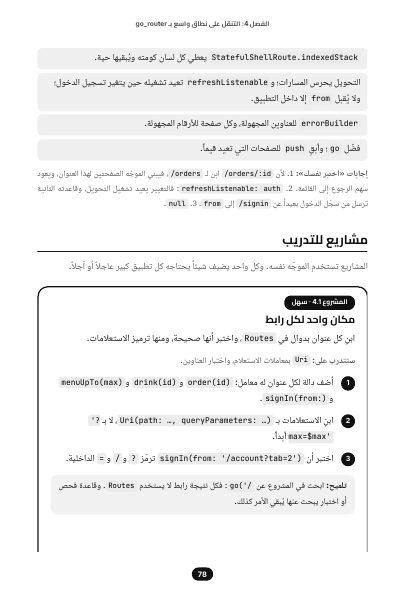 الفصل 4: التنقل على نطاق واسع بـ go_router
StatefulShellRoute.indexedStack يعطي كل لسان كومته ويُبقيها حية.
التحويل يحرس المسارات؛ و refreshListenable تعيد تشغيله حين يتغير تسجيل الدخول؛
ولا يُقبل from إلا داخل التطبيق.
errorBuilder للعناوين المجهولة، وكل صفحة للأرقام المجهولة.
فضّل go ؛ وأبقِ push للصفحات التي تعيد قيماً.
إجابات «اختبر نفسك»: 1. لأن /orders/:id ابن لـ /orders ، فيبني الموجّه الصفحتين لهذا العنوان، ويعود
سهم الرجوع إلى القائمة. 2. refreshListenable: auth : فالتغيير يعيد تشغيل التحويل، وقاعدته الثانية
ترسل من سجّل الدخول بعيداً عن /signin إلى from . 3. null .
مشاريع للتدريب
المشاريع تستخدم الموجّه نفسه، وكل واحد يضيف شيئاً يحتاجه كل تطبيق كبير عاجلاً أو آجلاً.
المشروع 4.1 · سهل
مكان واحد لكل رابط
ابنِ كل عنوان بدوال في Routes ، واختبر أنها صحيحة، ومنها ترميز الاستعلامات.
ستتدرب على: Uri بمعاملات الاستعلام، واختبار العناوين.
1 أضف دالة لكل عنوان له معامل: order(id) و drink(id) و menuUpTo(max)
و signIn(from:) .
2 ابنِ الاستعلامات بـ Uri(path: …, queryParameters: …) ، لا بـ '?
max=$max' أبداً.
3 اختبر أن signIn(from: '/account?tab=2') ترمّز ? و / و = الداخلية.
تلميح: ابحث في المشروع عن go('/ : فكل نتيجة رابط لا يستخدم Routes . وقاعدة فحص
أو اختبار يبحث عنها يُبقي الأمر كذلك.
78